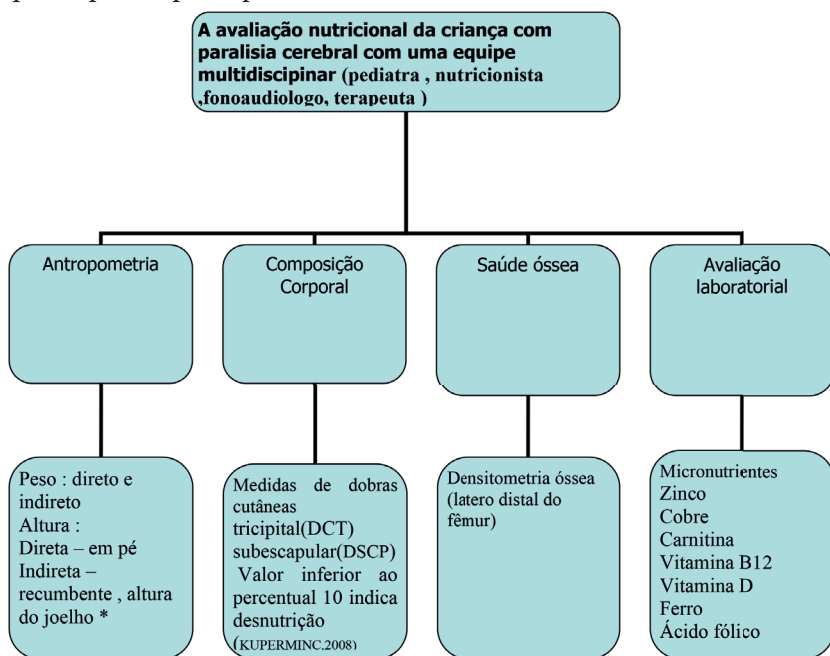 A avaliação nutricional da criança com
paralisia cerebral com uma equipe
multidiscipinar (pediatra , nutricionista
,fonoaudiologo, terapeuta )
Antropometria
Composição
Corporal
Saúde óssea
Avaliação
laboratorial
Peso : direto e
indireto
Altura :
Direta – em pé
Indireta –
recumbente , altura
do joelho *
Medidas de dobras
cutâneas
tricipital(DCT)
subescapular(DSCP)
Valor inferior ao
percentual 10 indica
desnutrição
(KUPERMINC.2008)
Densitometria óssea
(latero distal do
fêmur)
Micronutrientes
Zinco
Cobre
Carnitina
Vitamina B12
Vitamina D
Ferro
Ácido fólico